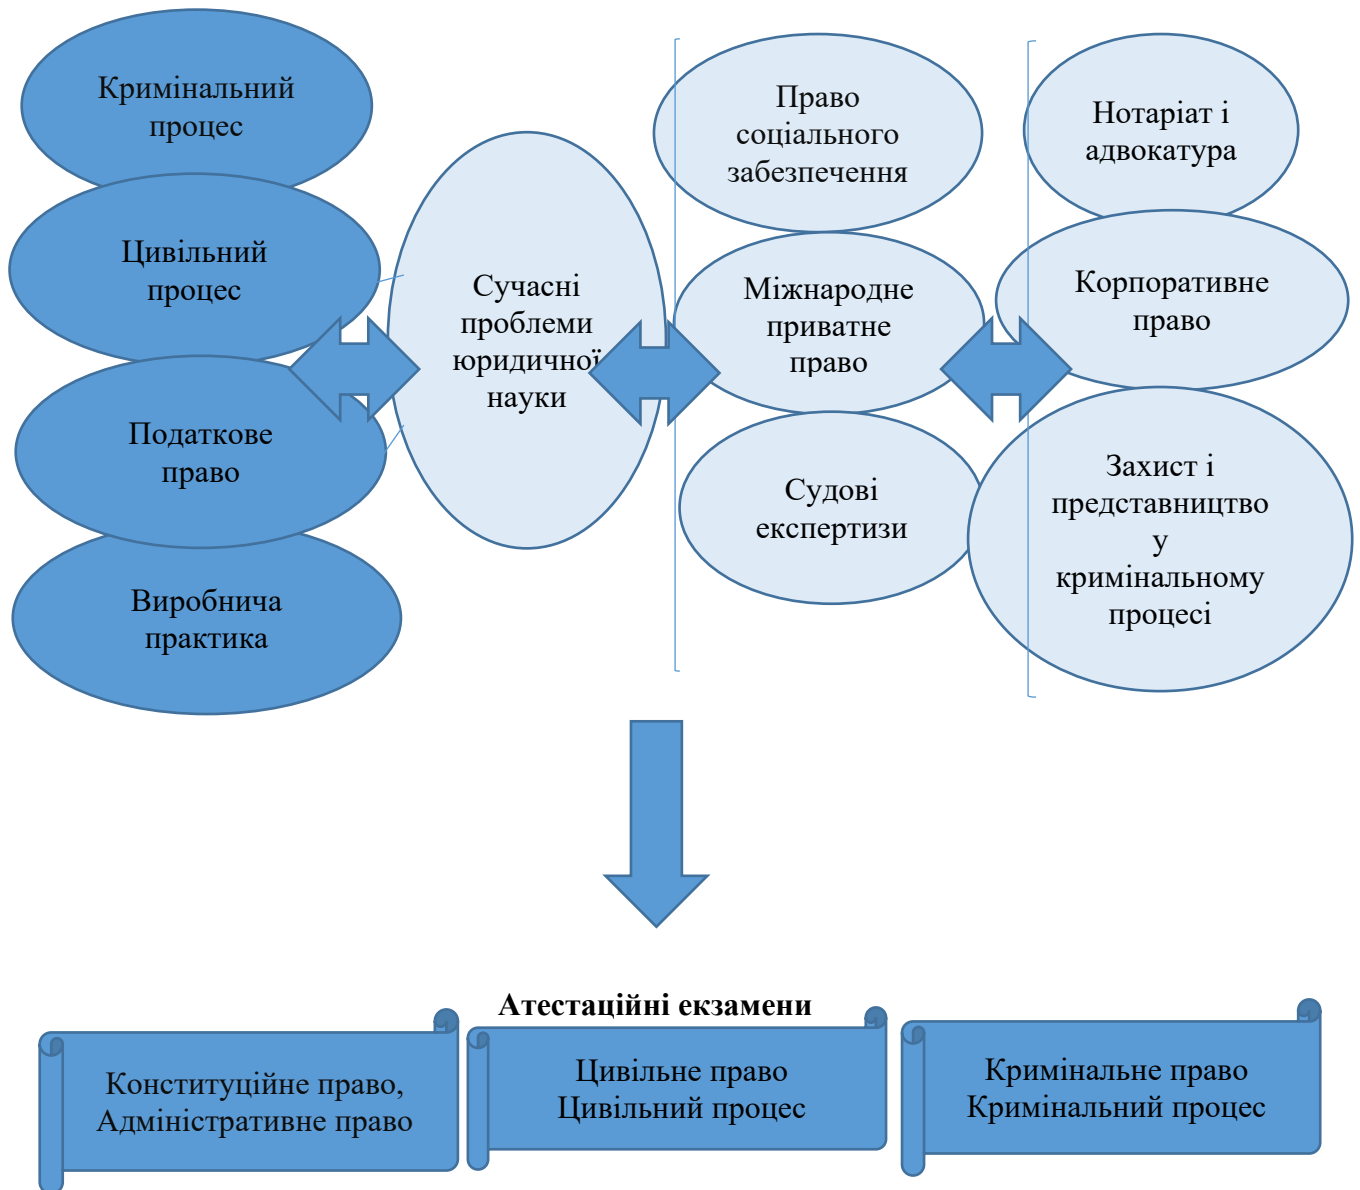 Кримінальний
процес
Цивільний
процес
Податкове
право
Виробнича
практика
Сучасні
проблеми
юридичної
науки
Право
соціального
забезпечення
Міжнародне
приватне
право
Судові
експертизи
Нотаріат і
адвокатура
Корпоративне
право
Захист і
представництво
у
кримінальному
процесі
Атестаційні екзамени
Конституційне право,
Адміністративне право
Цивільне право
Цивільний процес
Кримінальне право
Кримінальний процес